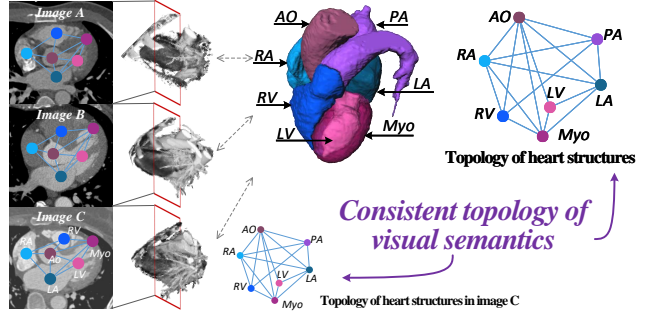 Image A
Image B
Image C
RA
RV
Ao
Myo
LV
LA
AO
PA
RA
LA
RV
LV
Myo
AO
PA
RA
LV
LA
RV
Myo
Topology of heart structures
Consistent topology of
visual semantics
AO
PA
RA
LA
LV
RV
Myo
Topology of heart structures in image C